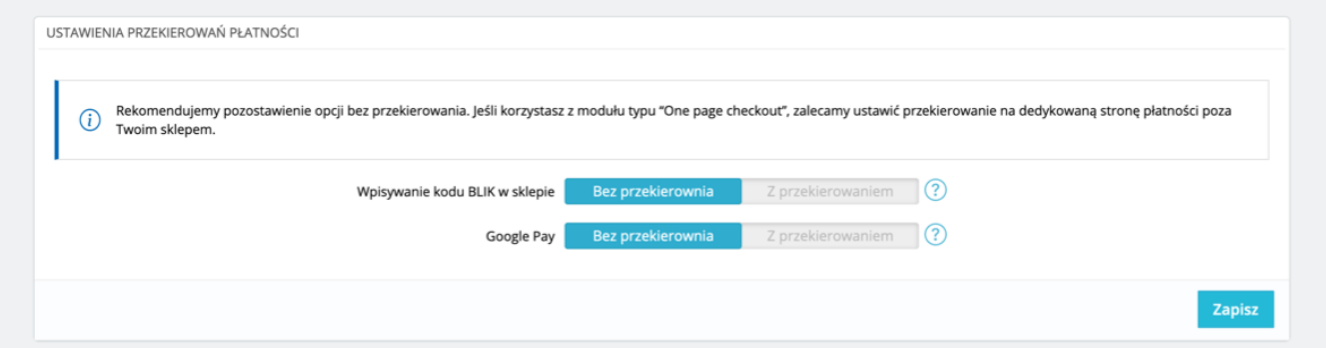 USTAWIENIA PRZEKIEROWAŃ PŁATNOŚCI
Rekomendujemy pozostawienie opcji bez przekierowania. Jeśli korzystasz z modułu typu “One page checkout”, zalecamy ustawić przekierowanie na dedykowaną stronę płatności poza
Twoim sklepem.
Wpisywanie kodu BLIK w sklepie Bez przekierownia Z przekierowaniem ?
Google Pay Bez przekierownia Z przekierowaniem ?
Zapisz